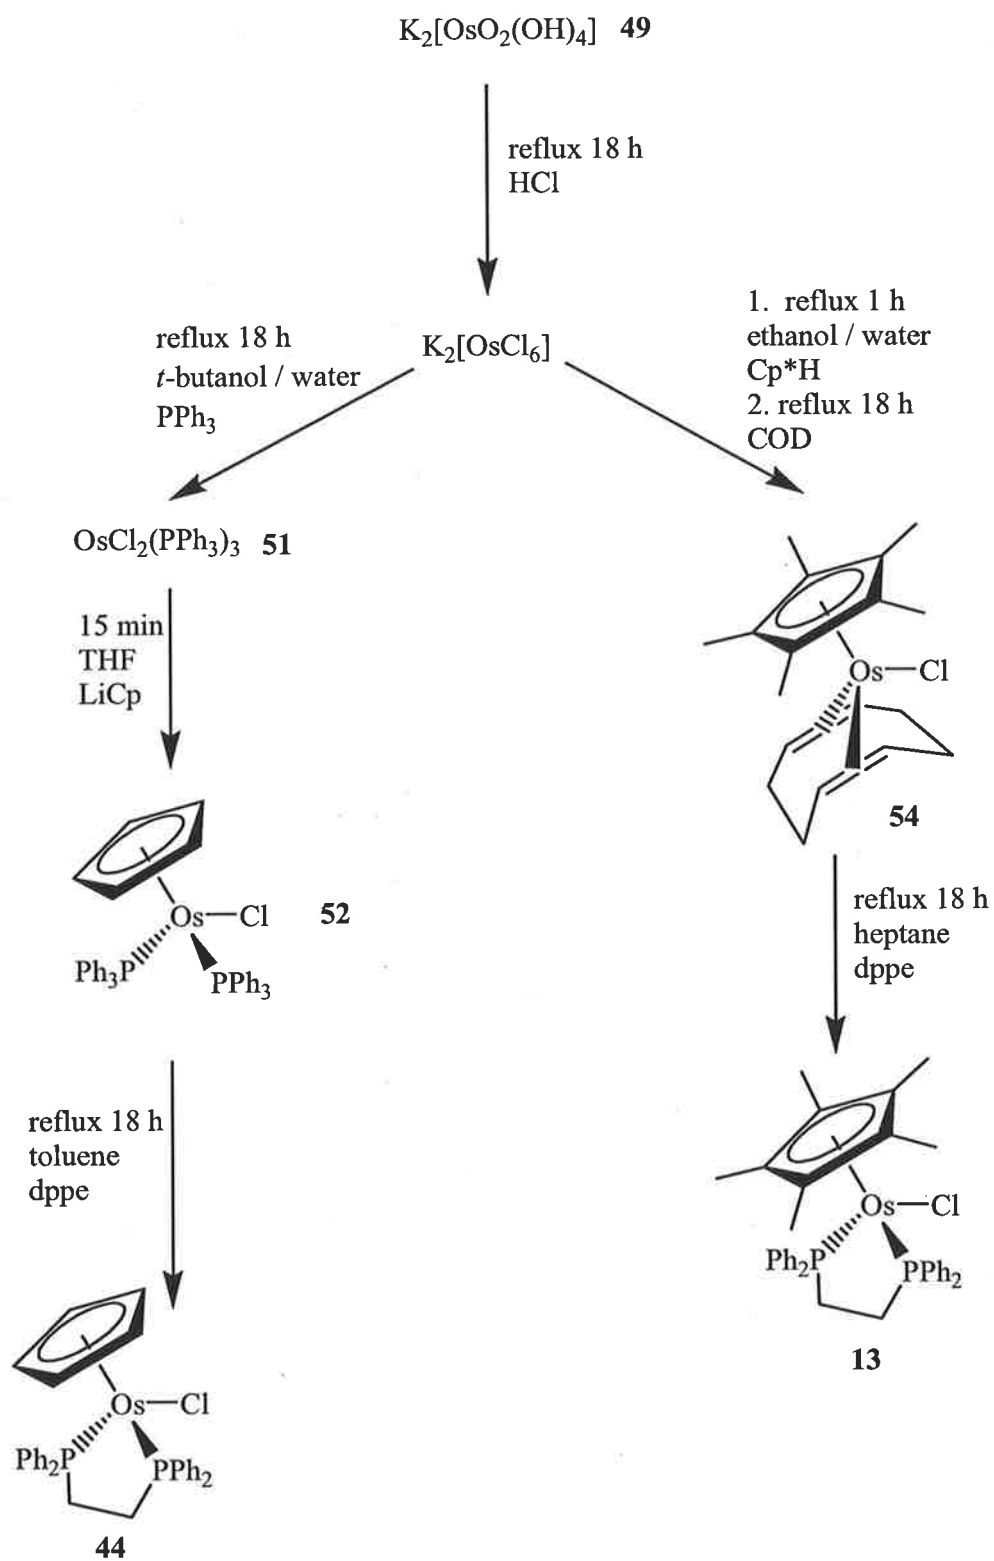 K₂[OsO₂(OH)₄] 49
reflux 18 h
HCl
K₂[OsCl₆]
reflux 18 h
t-butanol / water
PPh₃
1. reflux 1 h
ethanol / water
Cp*H
2. reflux 18 h
COD
OsCl₂(PPh₃)₃ 51
15 min
THF
LiCp
Os Cl
54
Os Cl 52
Ph₃P
PPh₃
reflux 18 h
heptane
dppe
reflux 18 h
toluene
dppe
Os Cl
Ph₂P PPh₂
13
Os Cl
Ph₂P PPh₂
44